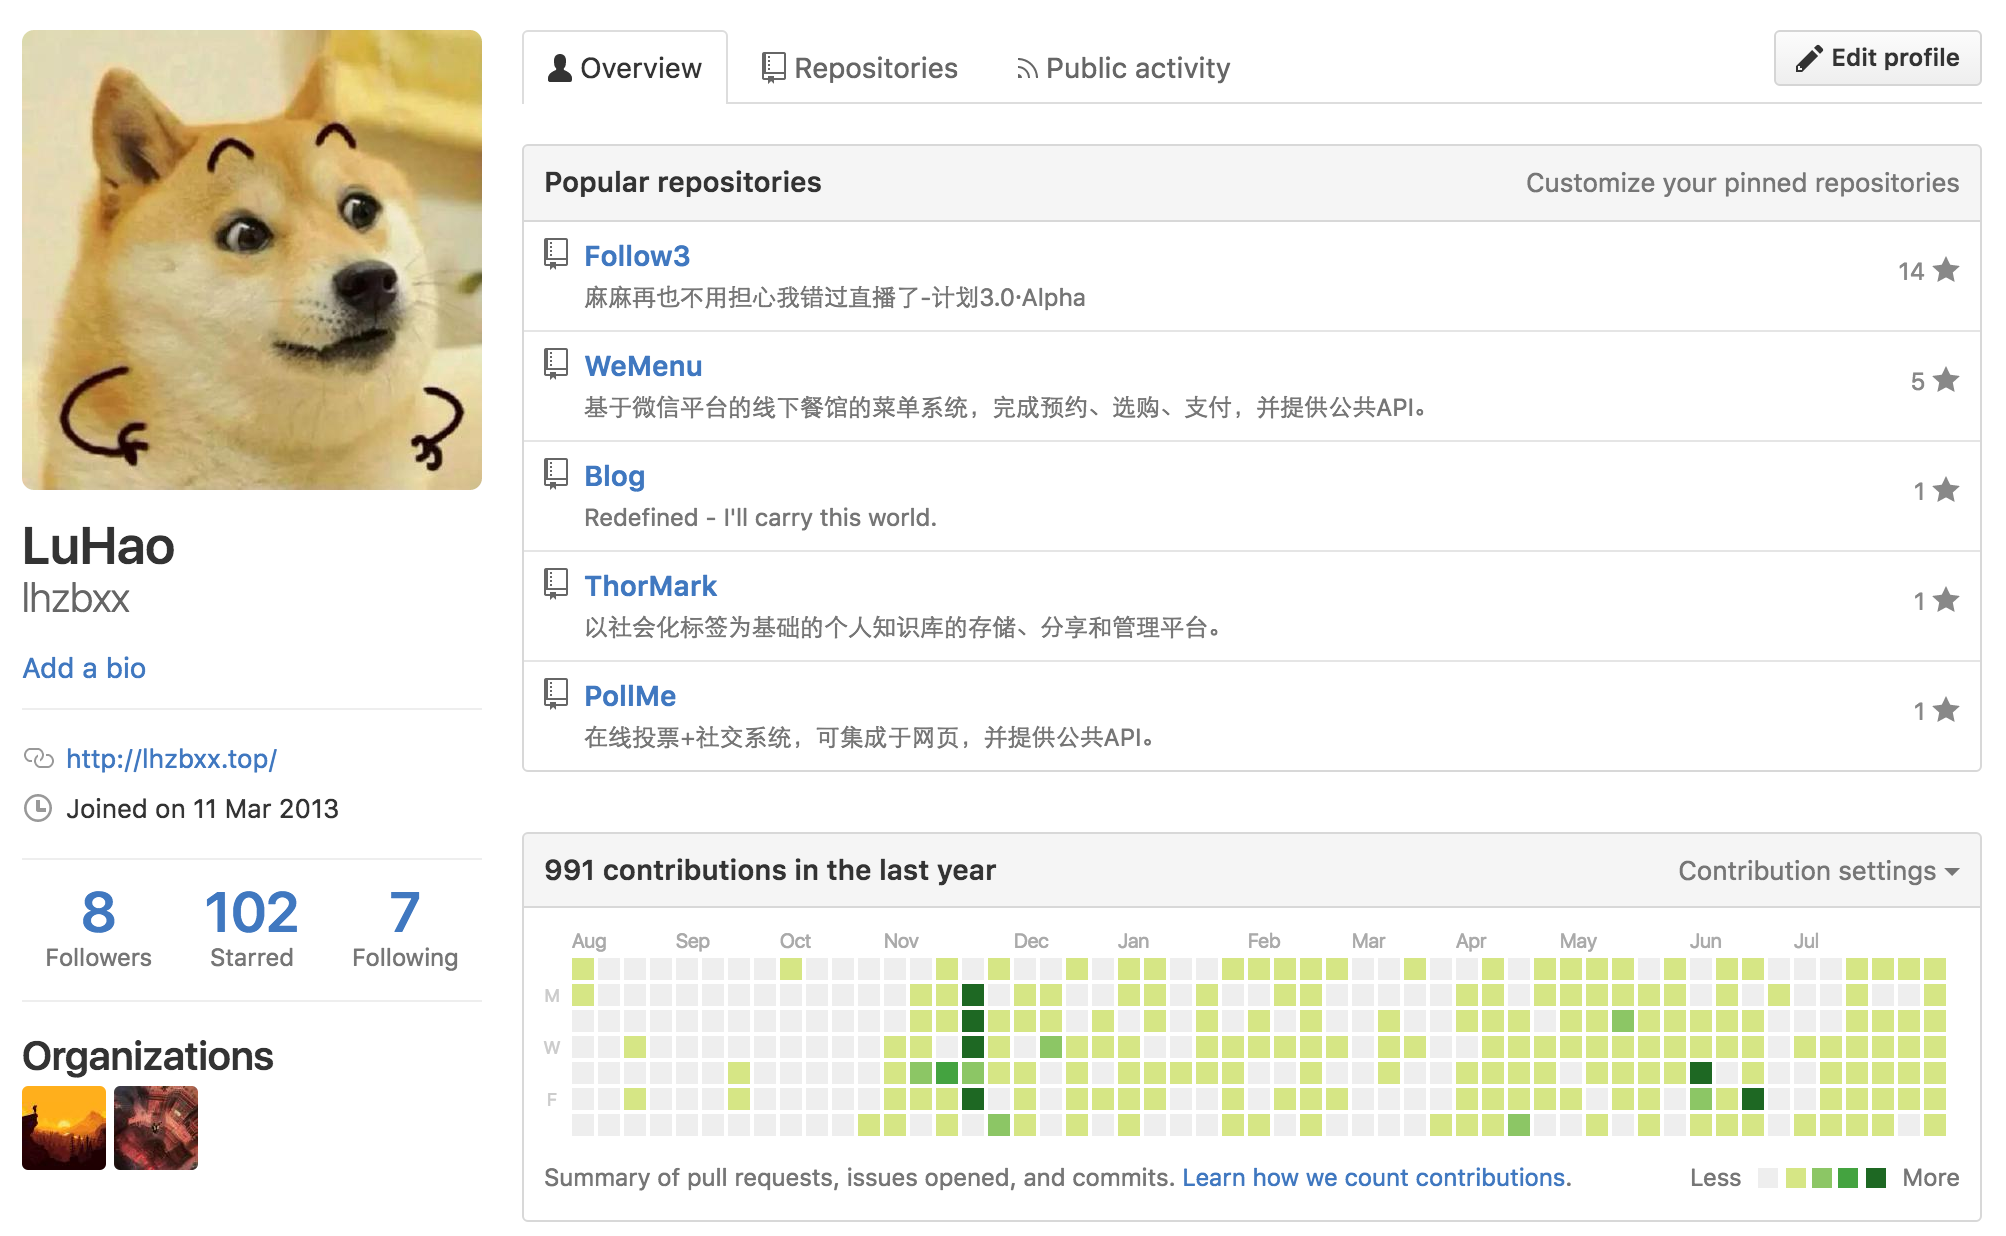 Overview
Repositories
Public activity
Edit profile
Popular repositories
Customize your pinned repositories
Follow3
麻麻再也不用担心我错过直播了-计划3.0·Alpha
14
WeMenu
基于微信平台的线下餐馆的菜单系统，完成预约、选购、支付，并提供公共API。
5
Blog
Redefined - I'll carry this world.
1
ThorMark
以社会化标签为基础的个人知识库的存储、分享和管理平台。
1
PollMe
在线投票+社交系统，可集成于网页，并提供公共API。
1
LuHao
lhzbxx
Add a bio
http://lhzbxx.top/
Joined on 11 Mar 2013
8 102 7
Followers Starred Following
Organizations
991 contributions in the last year
Contribution settings
Aug Sep Oct Nov Dec Jan Feb Mar Apr May Jun Jul
M
W
F
Summary of pull requests, issues opened, and commits. Learn how we count contributions.
Less More